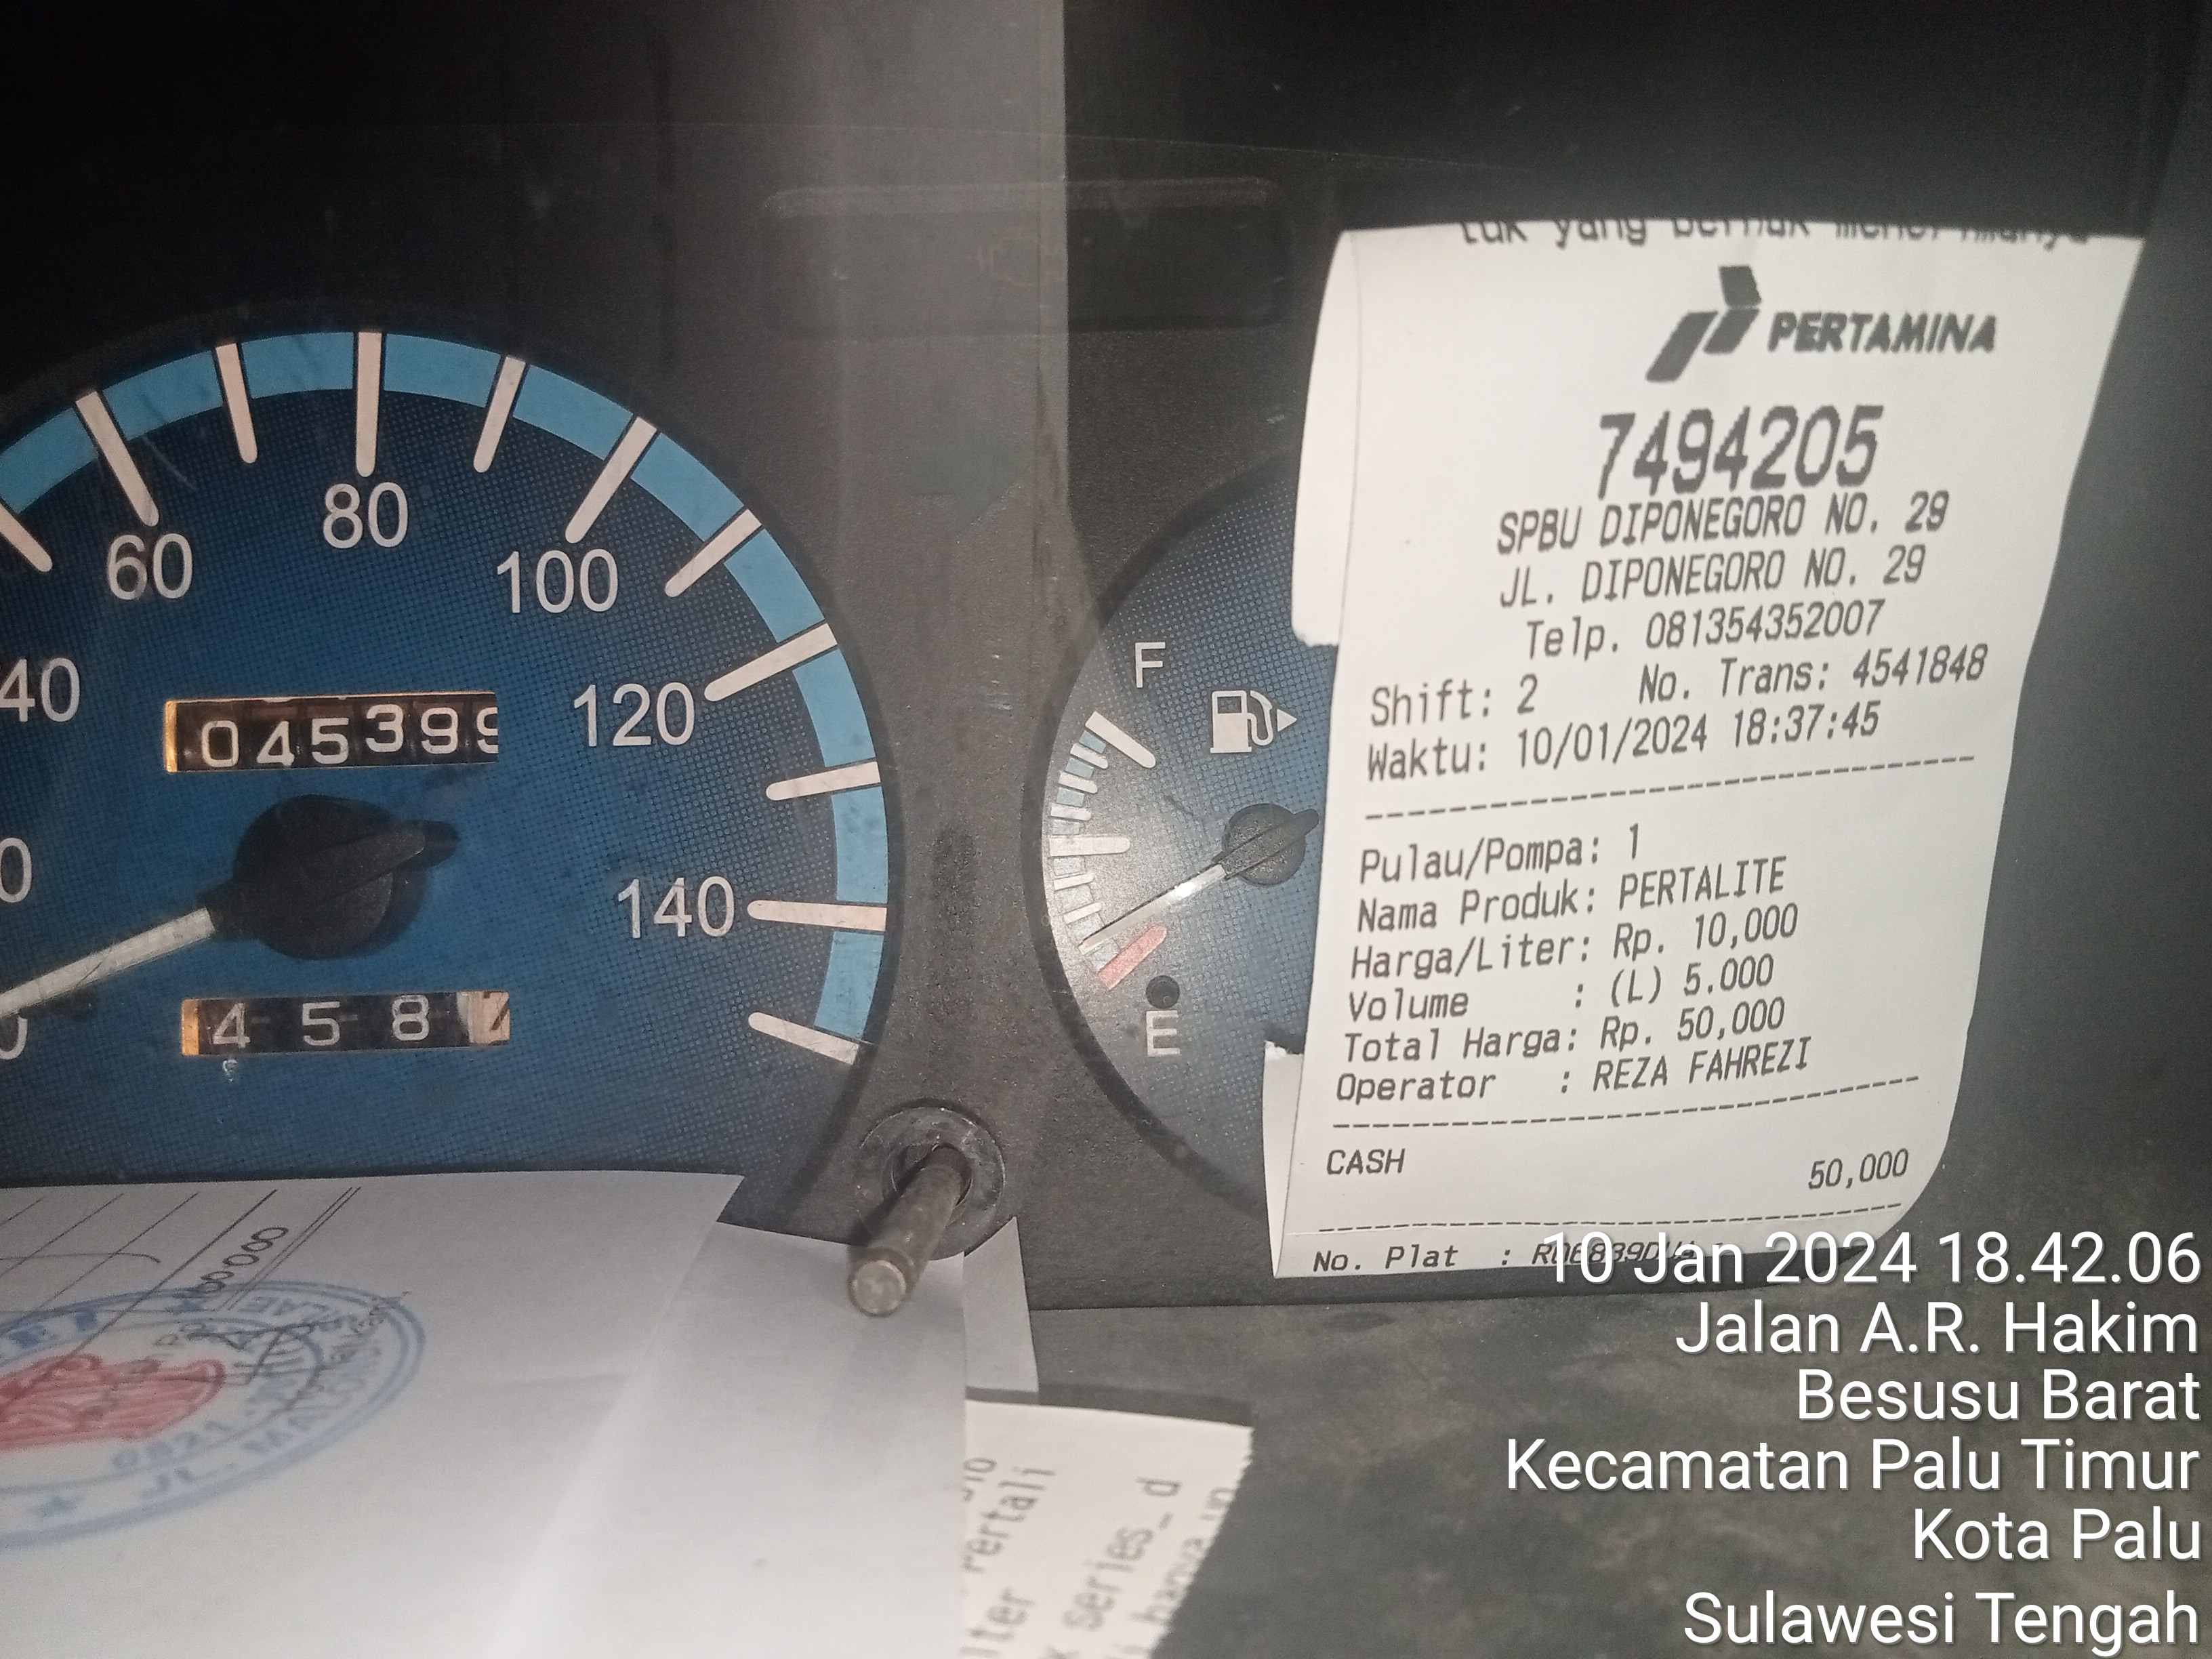 PERTAMINA
7494205
SPBU DIPONEGORO NO. 29
JL. DIPONEGORO NO. 29
Telp. 081354352007
Shift: 2 No. Trans: 4541848
Waktu: 10/01/2024 18:37:45
Pulau/Pompa: 1
Nama Produk: PERTALITE
Harga/Liter: Rp. 10,000
Volume : (L) 5.000
Total Harga: Rp. 50,000
Operator : REZA FAHREZI
CASH 50,000
No. Plat :
40
60
80
100
120
140
045399
458
F
E
series_d
10 Jan 2024 18.42.06
Jalan A.R. Hakim
Besusu Barat
Kecamatan Palu Timur
Kota Palu
Sulawesi Tengah